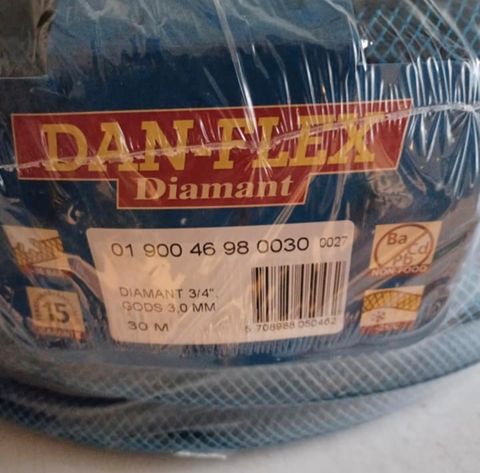 DAN-FLEX
Diamant
01 900 46 98 0030 0027
DIAMANT 3/4",
GODS 3,0 MM
30 M
5 708988 050462
Ba
Cd
Pb
NON-FOOD
15